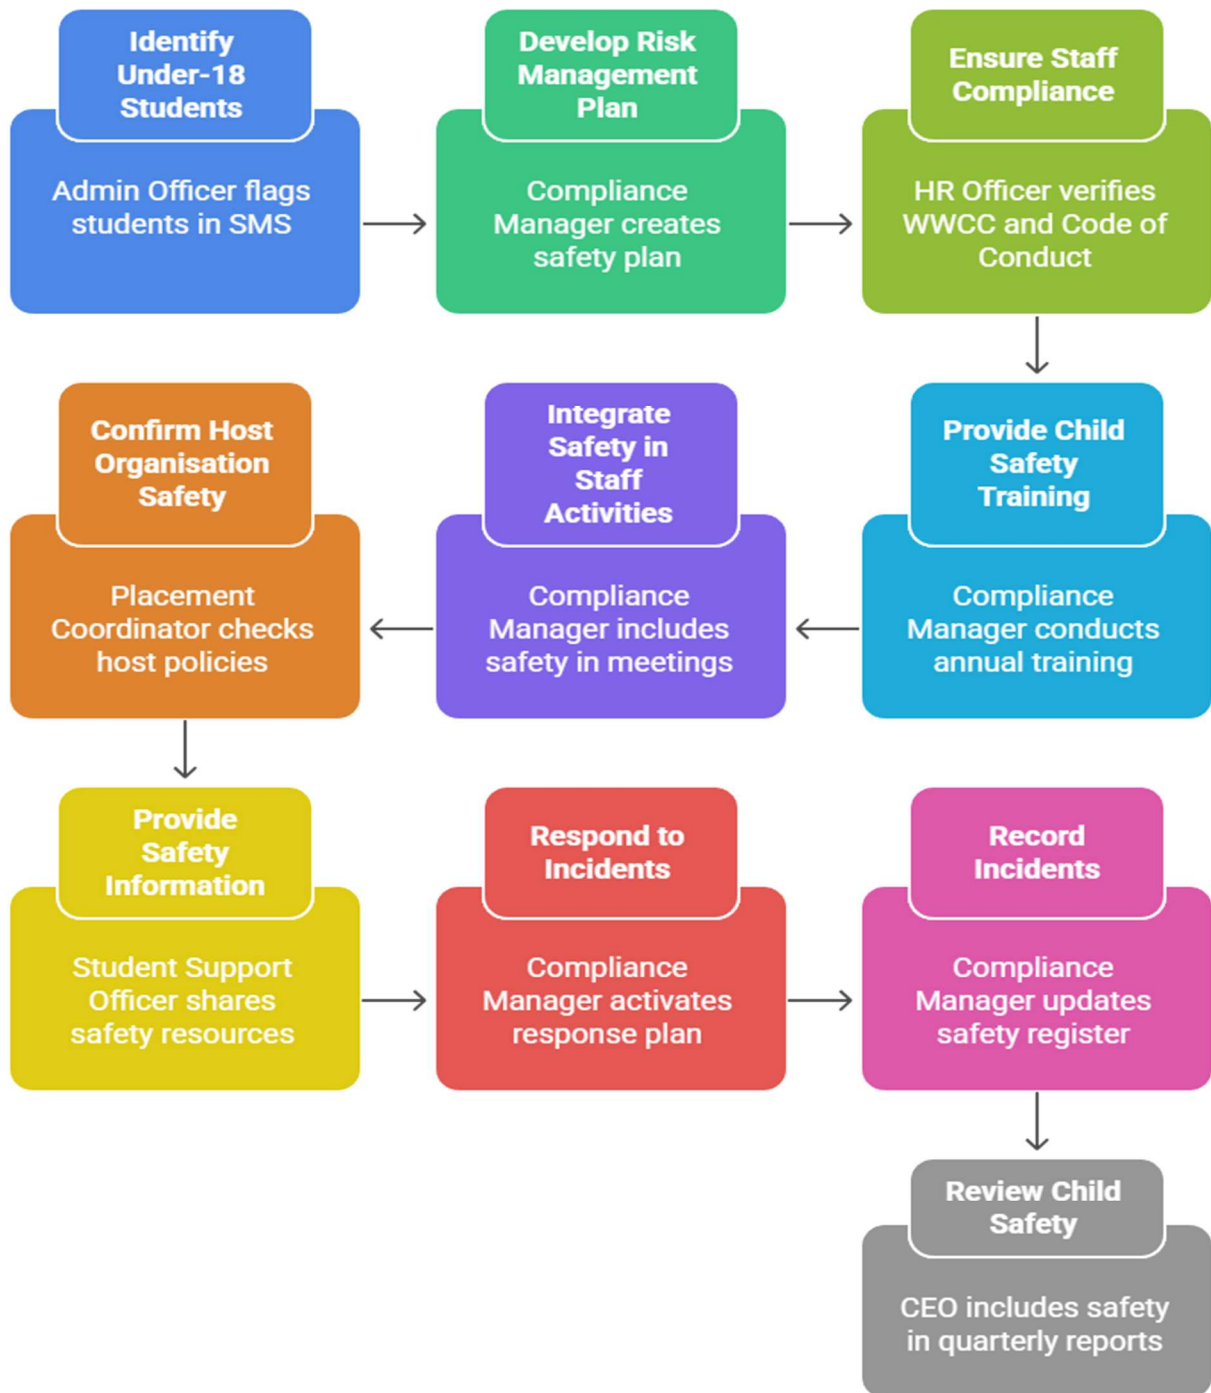 Identify
Under-18
Students
Admin Officer flags
students in SMS
Develop Risk
Management
Plan
Compliance
Manager creates
safety plan
Ensure Staff
Compliance
HR Officer verifies
WWCC and Code of
Conduct
Provide Child
Safety
Training
Compliance
Manager conducts
annual training
Integrate
Safety in
Staff
Activities
Compliance
Manager includes
safety in meetings
Confirm Host
Organisation
Safety
Placement
Coordinator checks
host policies
Provide
Safety
Information
Student Support
Officer shares
safety resources
Respond to
Incidents
Compliance
Manager activates
response plan
Record
Incidents
Compliance
Manager updates
safety register
Review Child
Safety
CEO includes safety
in quarterly reports